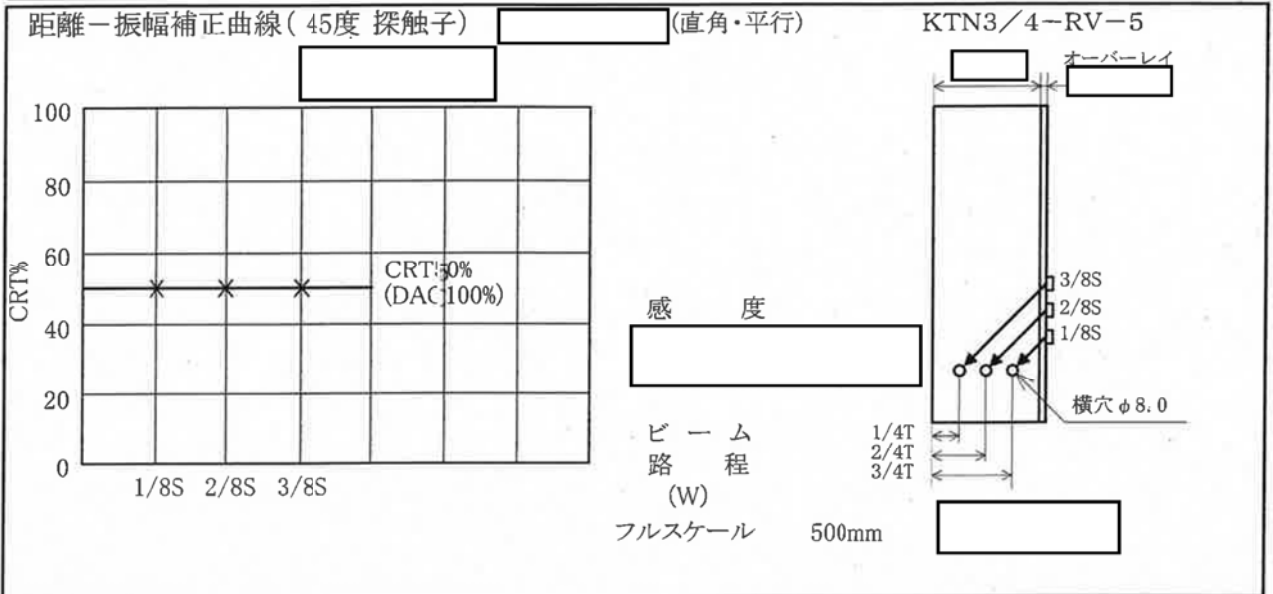 距離－振幅補正曲線( 45度 探触子)
(直角・平行)
KTN3／4－RV－5
オーバーレイ
100
80
60
40
20
0
CRT%
CRT50%
(DAC100%)
1/8S 2/8S 3/8S
感 度
ビ ー ム
路 程
(W)
フルスケール 500mm
3/8S
2/8S
1/8S
横穴φ8.0
1/4T
2/4T
3/4T